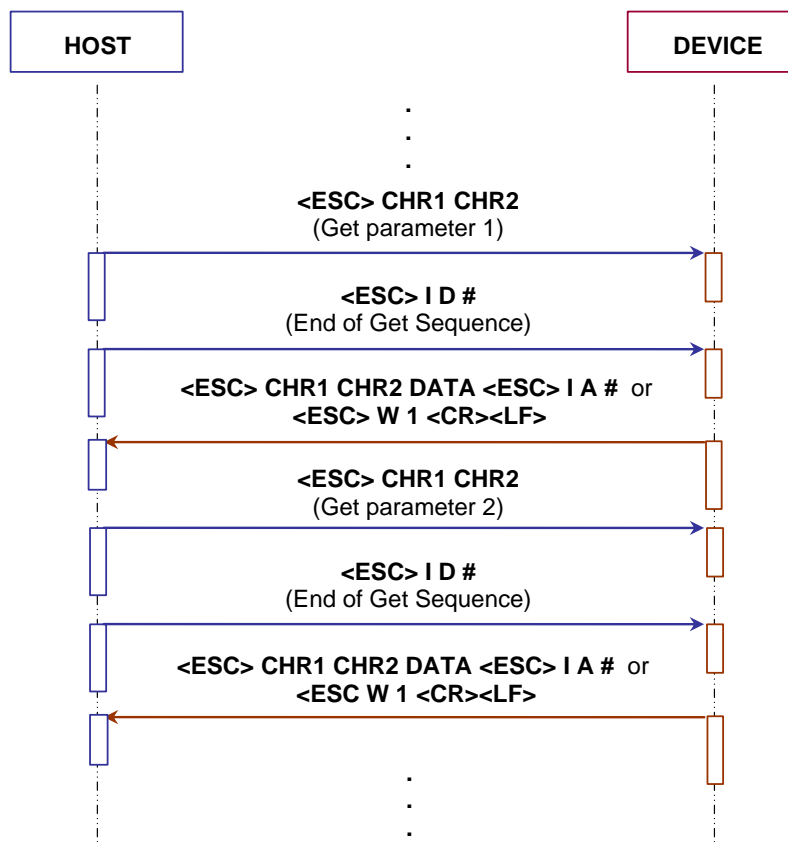 HOST
DEVICE
.
.
.
<ESC> CHR1 CHR2
(Get parameter 1)
<ESC> I D #
(End of Get Sequence)
<ESC> CHR1 CHR2 DATA <ESC> I A # or
<ESC> W 1 <CR><LF>
<ESC> CHR1 CHR2
(Get parameter 2)
<ESC> I D #
(End of Get Sequence)
<ESC> CHR1 CHR2 DATA <ESC> I A # or
<ESC W 1 <CR><LF>
.
.
.